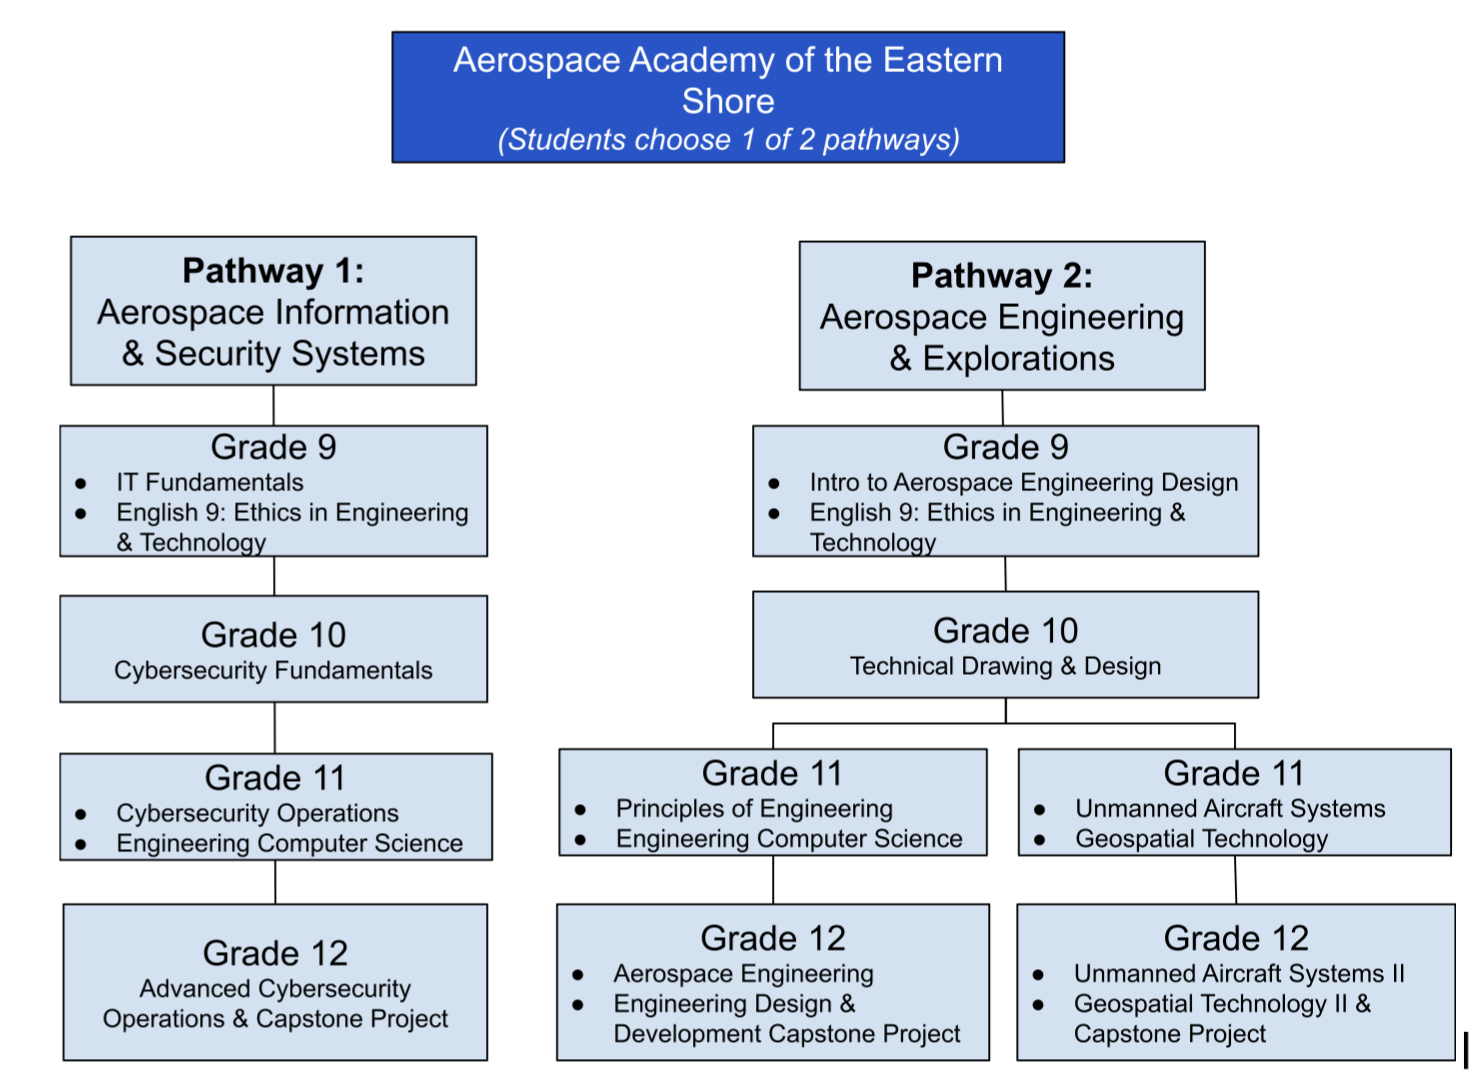 Aerospace Academy of the Eastern
Shore
(Students choose 1 of 2 pathways)
Pathway 1:
Aerospace Information
& Security Systems
Grade 9
● IT Fundamentals
● English 9: Ethics in Engineering
& Technology
Grade 10
Cybersecurity Fundamentals
Grade 11
● Cybersecurity Operations
● Engineering Computer Science
Grade 12
Advanced Cybersecurity
Operations & Capstone Project
Pathway 2:
Aerospace Engineering
& Explorations
Grade 9
● Intro to Aerospace Engineering Design
● English 9: Ethics in Engineering &
Technology
Grade 10
Technical Drawing & Design
Grade 11
● Principles of Engineering
● Engineering Computer Science
Grade 12
● Aerospace Engineering
● Engineering Design &
Development Capstone Project
Grade 11
● Unmanned Aircraft Systems
● Geospatial Technology
Grade 12
● Unmanned Aircraft Systems II
● Geospatial Technology II &
Capstone Project